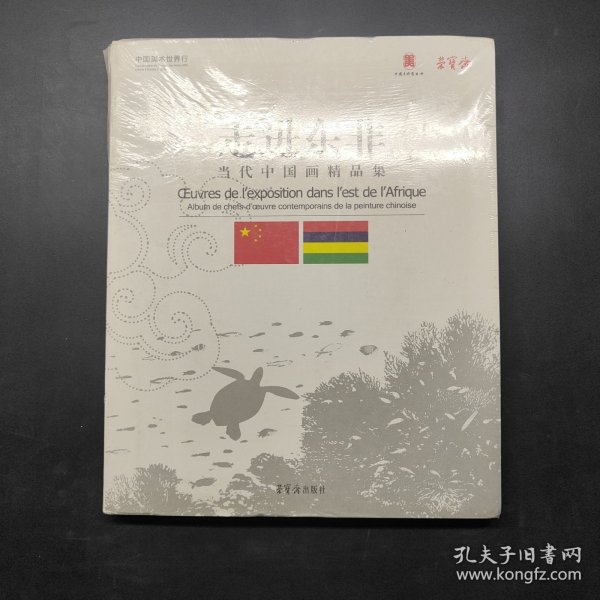 中国美术世界行
荣宝斋
走进东非
当代中国画精品集
Œuvres de l'exposition dans l'est de l'Afrique
Album de chefs-d'œuvre contemporains de la peinture chinoise
荣宝斋出版社
孔夫子旧书网
www.kongfz.com